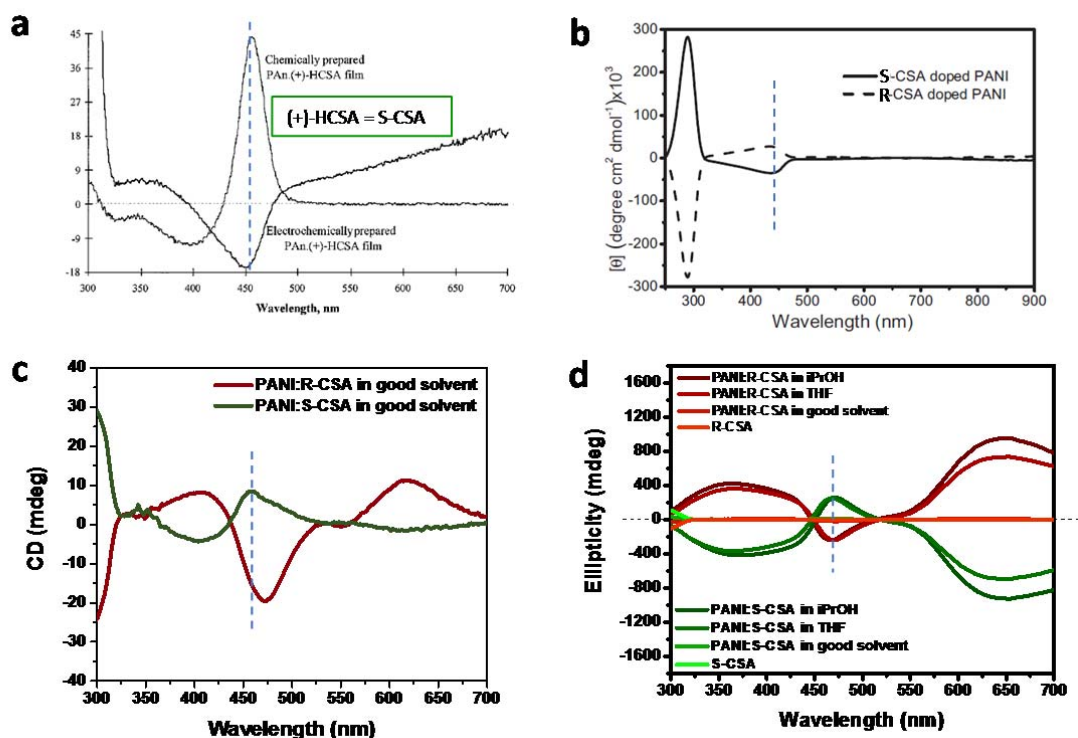 a
45
36
27
18
9
0
-9
-18
300 350 400 450 500 550 600 650 700
Wavelength, nm
Chemically prepared
PAn.(+)-HCSA film
(+)-HCSA = S-CSA
Electrochemically prepared
PAn.(+)-HCSA film
b
[θ] (degree cm2 dmol-1)×103
300
200
100
0
-100
-200
-300
300 400 500 600 700 800 900
Wavelength (nm)
S-CSA doped PANI
R-CSA doped PANI
c
CD (mdeg)
40
30
20
10
0
-10
-20
-30
-40
300 350 400 450 500 550 600 650 700
Wavelength (nm)
PANI:R-CSA in good solvent
PANI:S-CSA in good solvent
d
Ellipticity (mdeg)
1600
1200
800
400
0
-400
-800
-1200
-1600
300 350 400 450 500 550 600 650 700
Wavelength (nm)
PANI:R-CSA in iPrOH
PANI:R-CSA in THF
PANI:R-CSA in good solvent
R-CSA
PANI:S-CSA in iPrOH
PANI:S-CSA in THF
PANI:S-CSA in good solvent
S-CSA